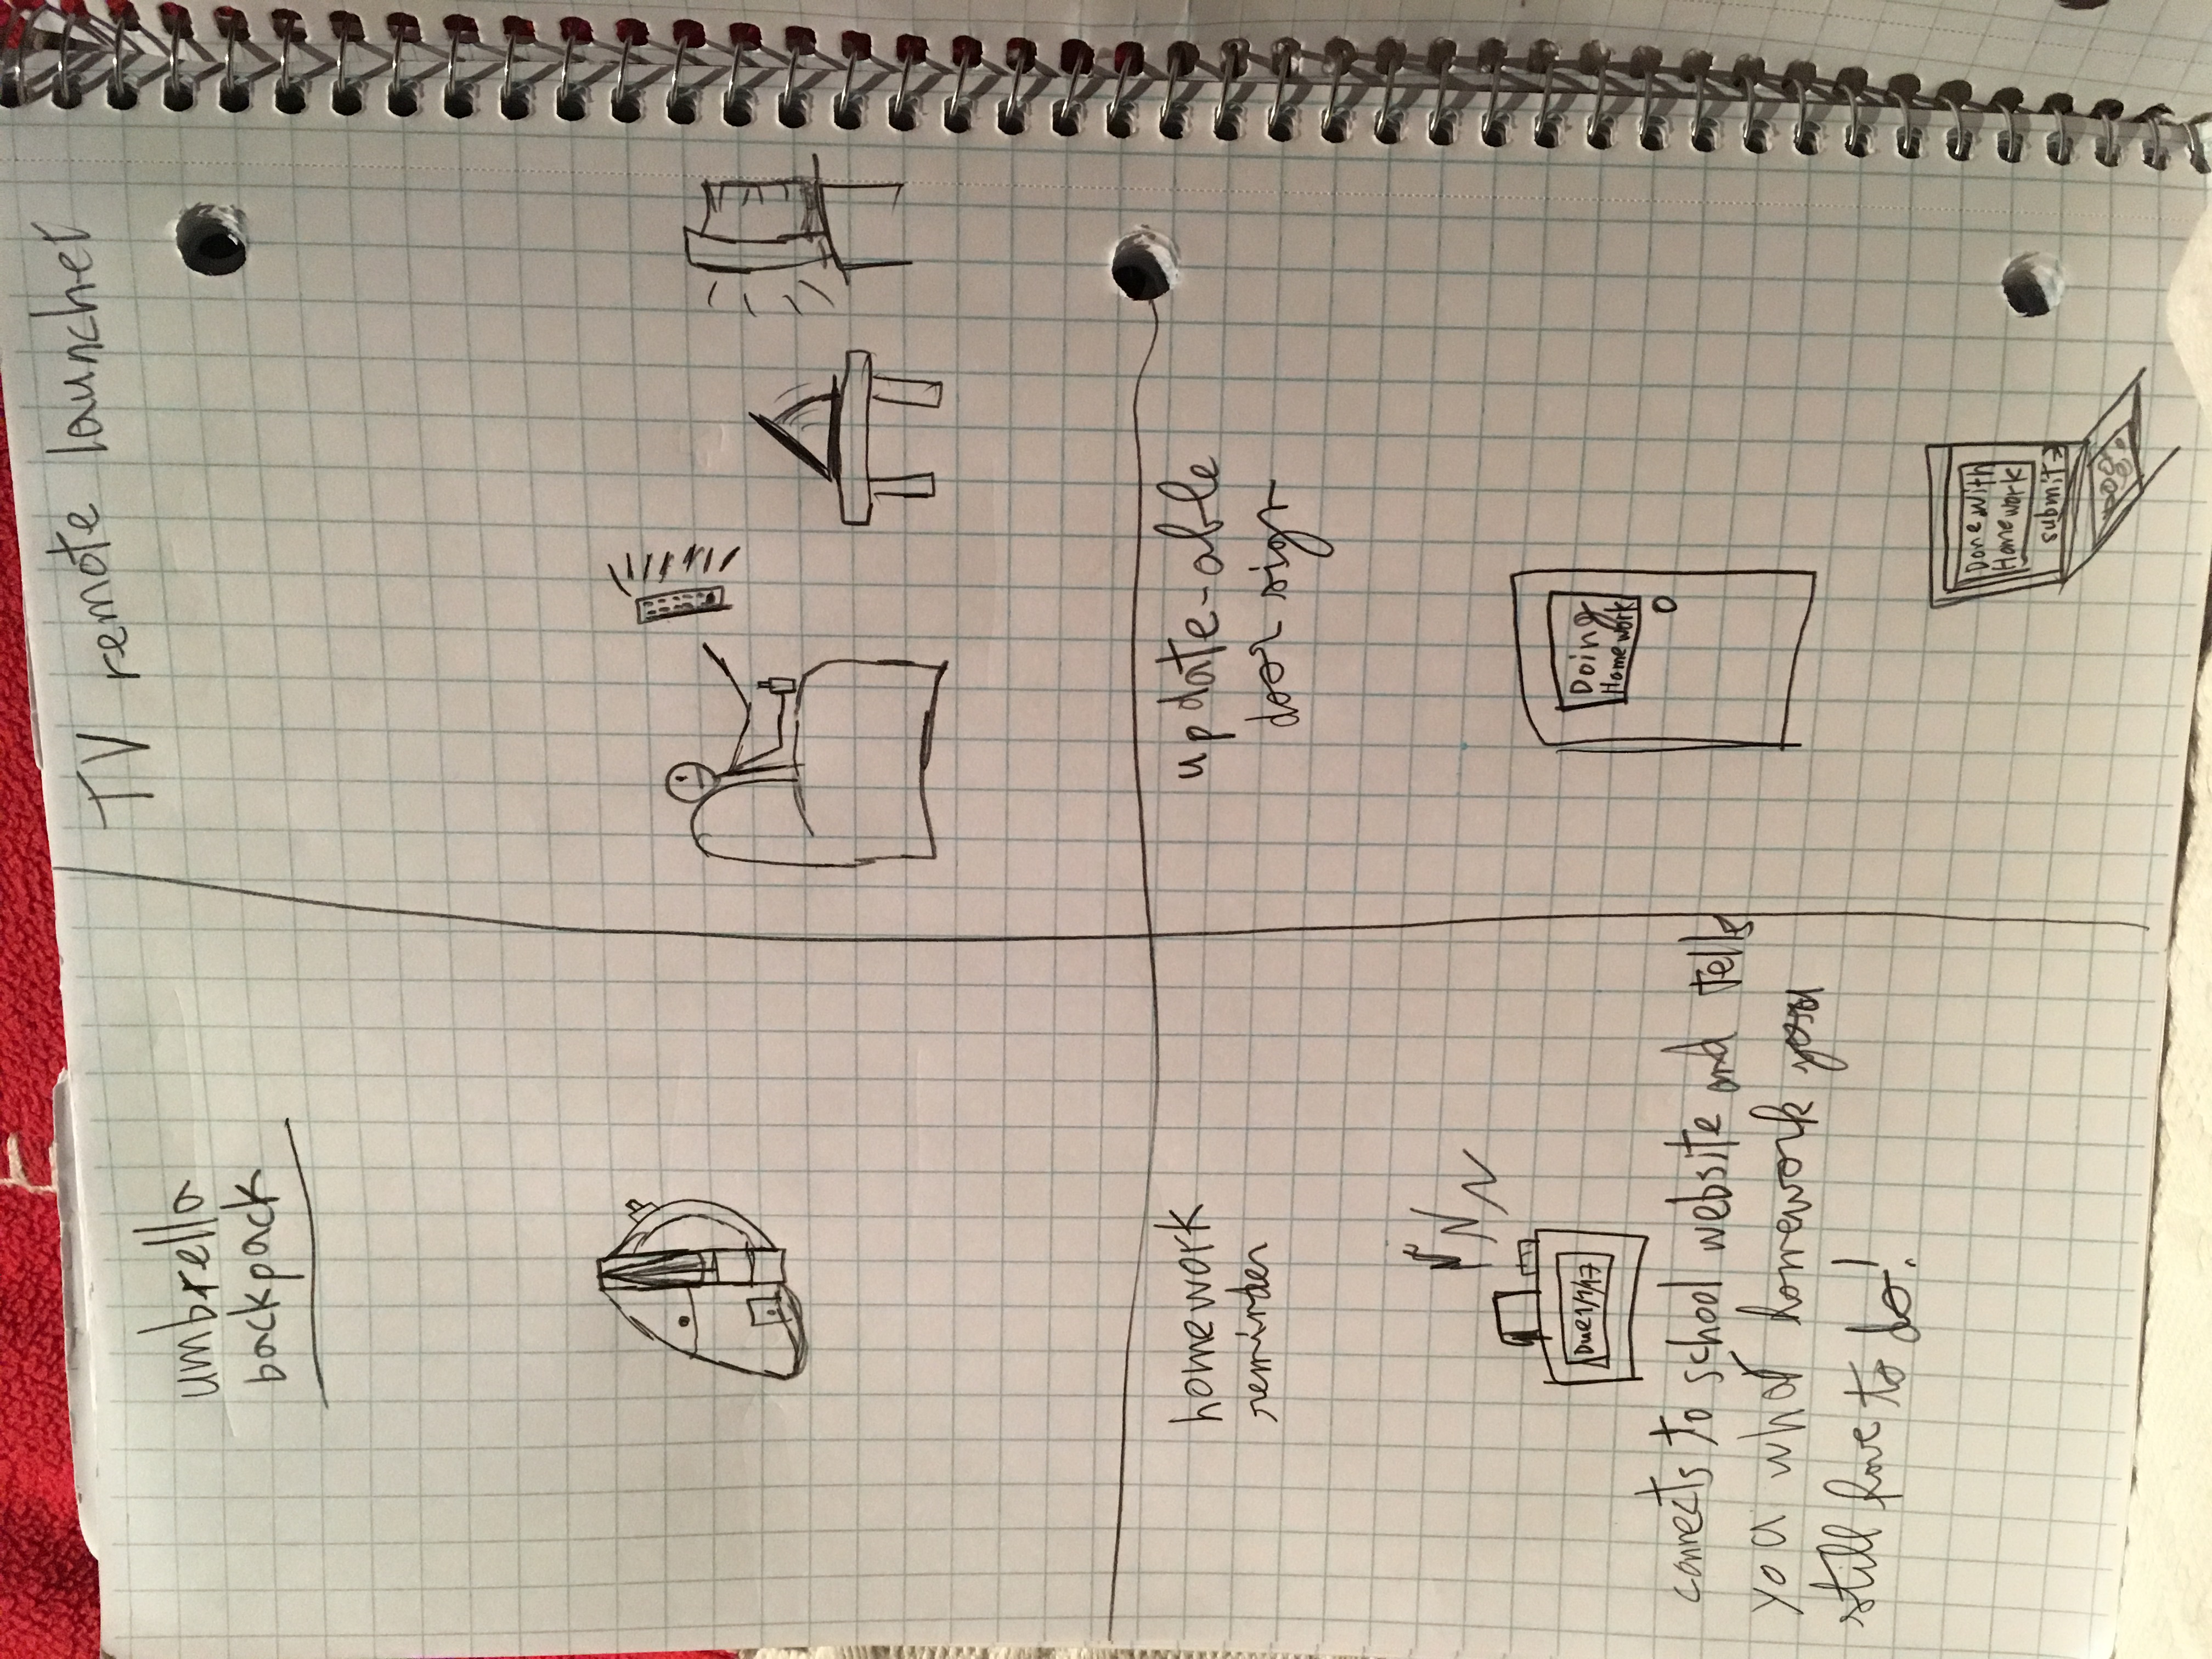 umbrella
backpack
TV remote launcher
homework
reminder
Due 1/1/17
connects to school website and tells
you what homework you
still have to do!
update-able
door sign
Doing
Homework
Done with
Homework
submit